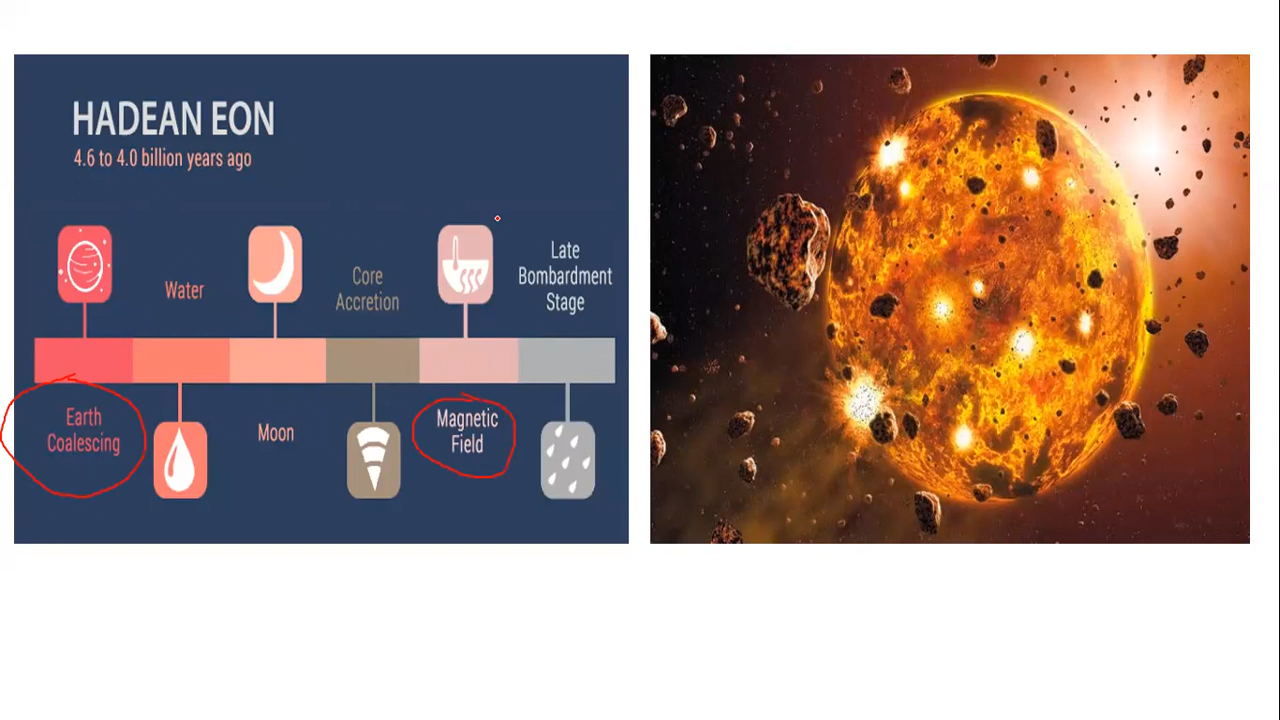 HADEAN EON
4.6 to 4.0 billion years ago
Water
Core
Accretion
Late
Bombardment
Stage
Earth
Coalescing
Moon
Magnetic
Field